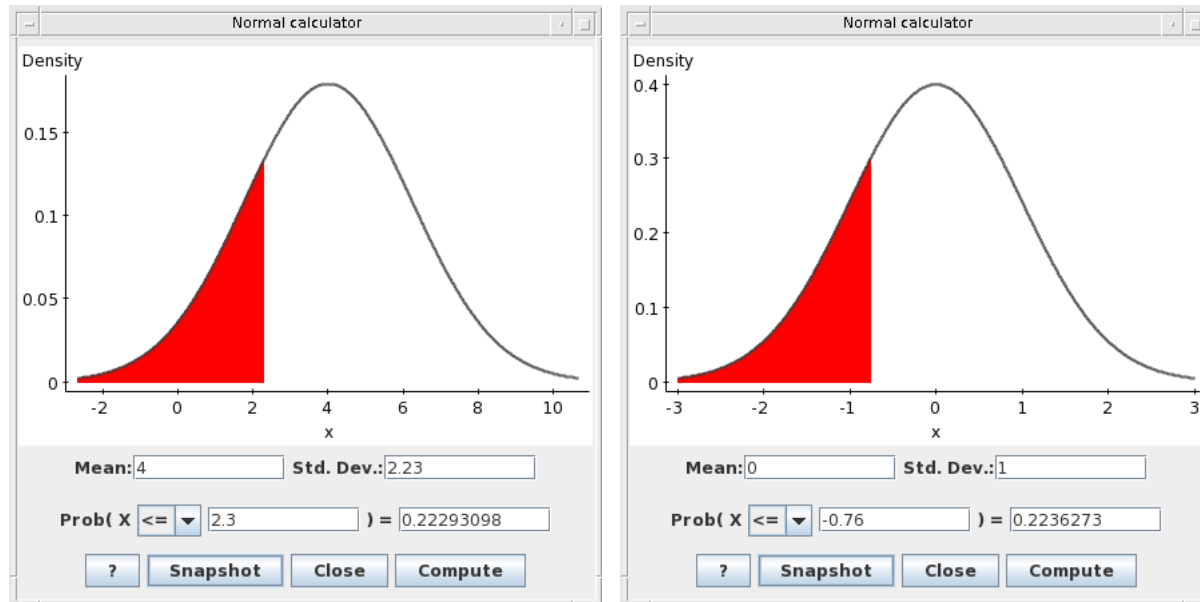 Normal calculator
Density
0.15
0.1
0.05
0
-2 0 2 4 6 8 10
x
Mean: 4 Std. Dev.: 2.23
Prob( X <= 2.3 ) = 0.22293098
? Snapshot Close Compute
Normal calculator
Density
0.4
0.3
0.2
0.1
0
-3 -2 -1 0 1 2 3
x
Mean: 0 Std. Dev.: 1
Prob( X <= -0.76 ) = 0.2236273
? Snapshot Close Compute